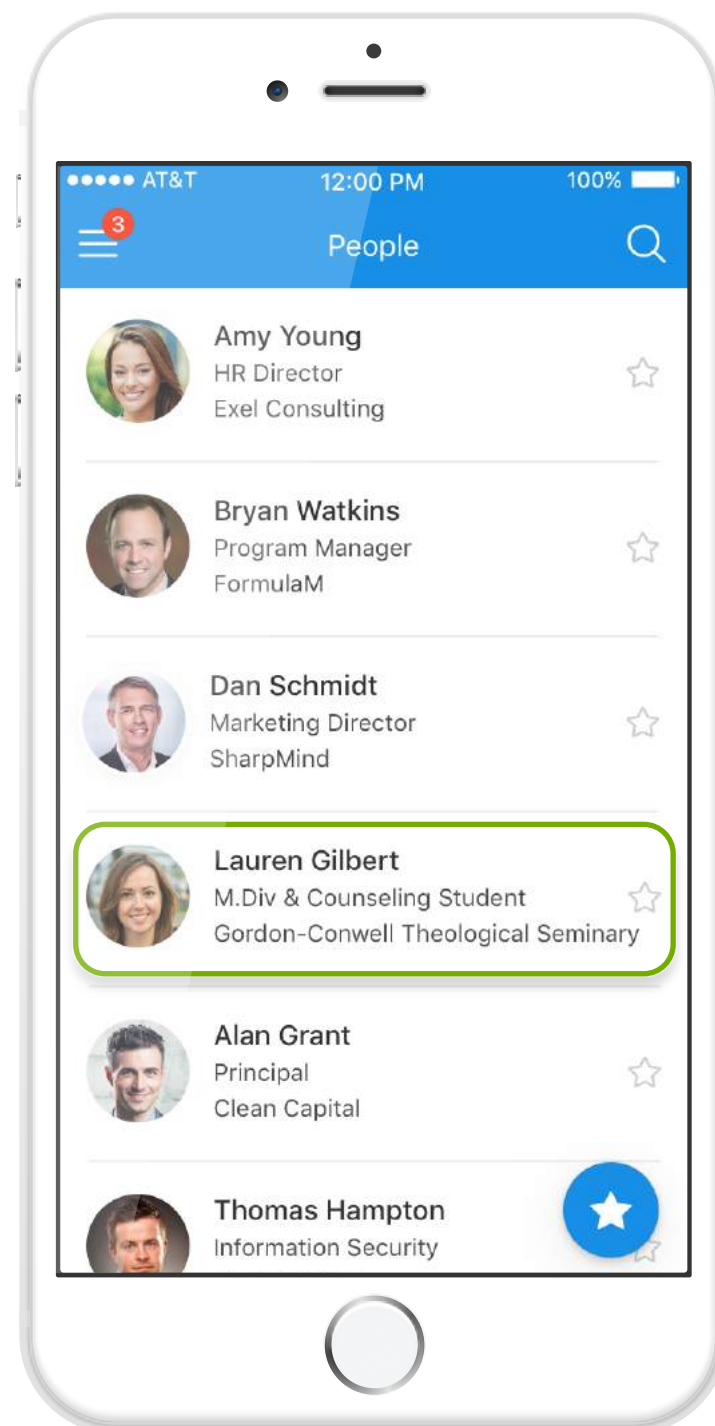 AT&T 12:00 PM 100%
3
People
Amy Young
HR Director
Exel Consulting
Bryan Watkins
Program Manager
FormulaM
Dan Schmidt
Marketing Director
SharpMind
Lauren Gilbert
M.Div & Counseling Student
Gordon-Conwell Theological Seminary
Alan Grant
Principal
Clean Capital
Thomas Hampton
Information Security